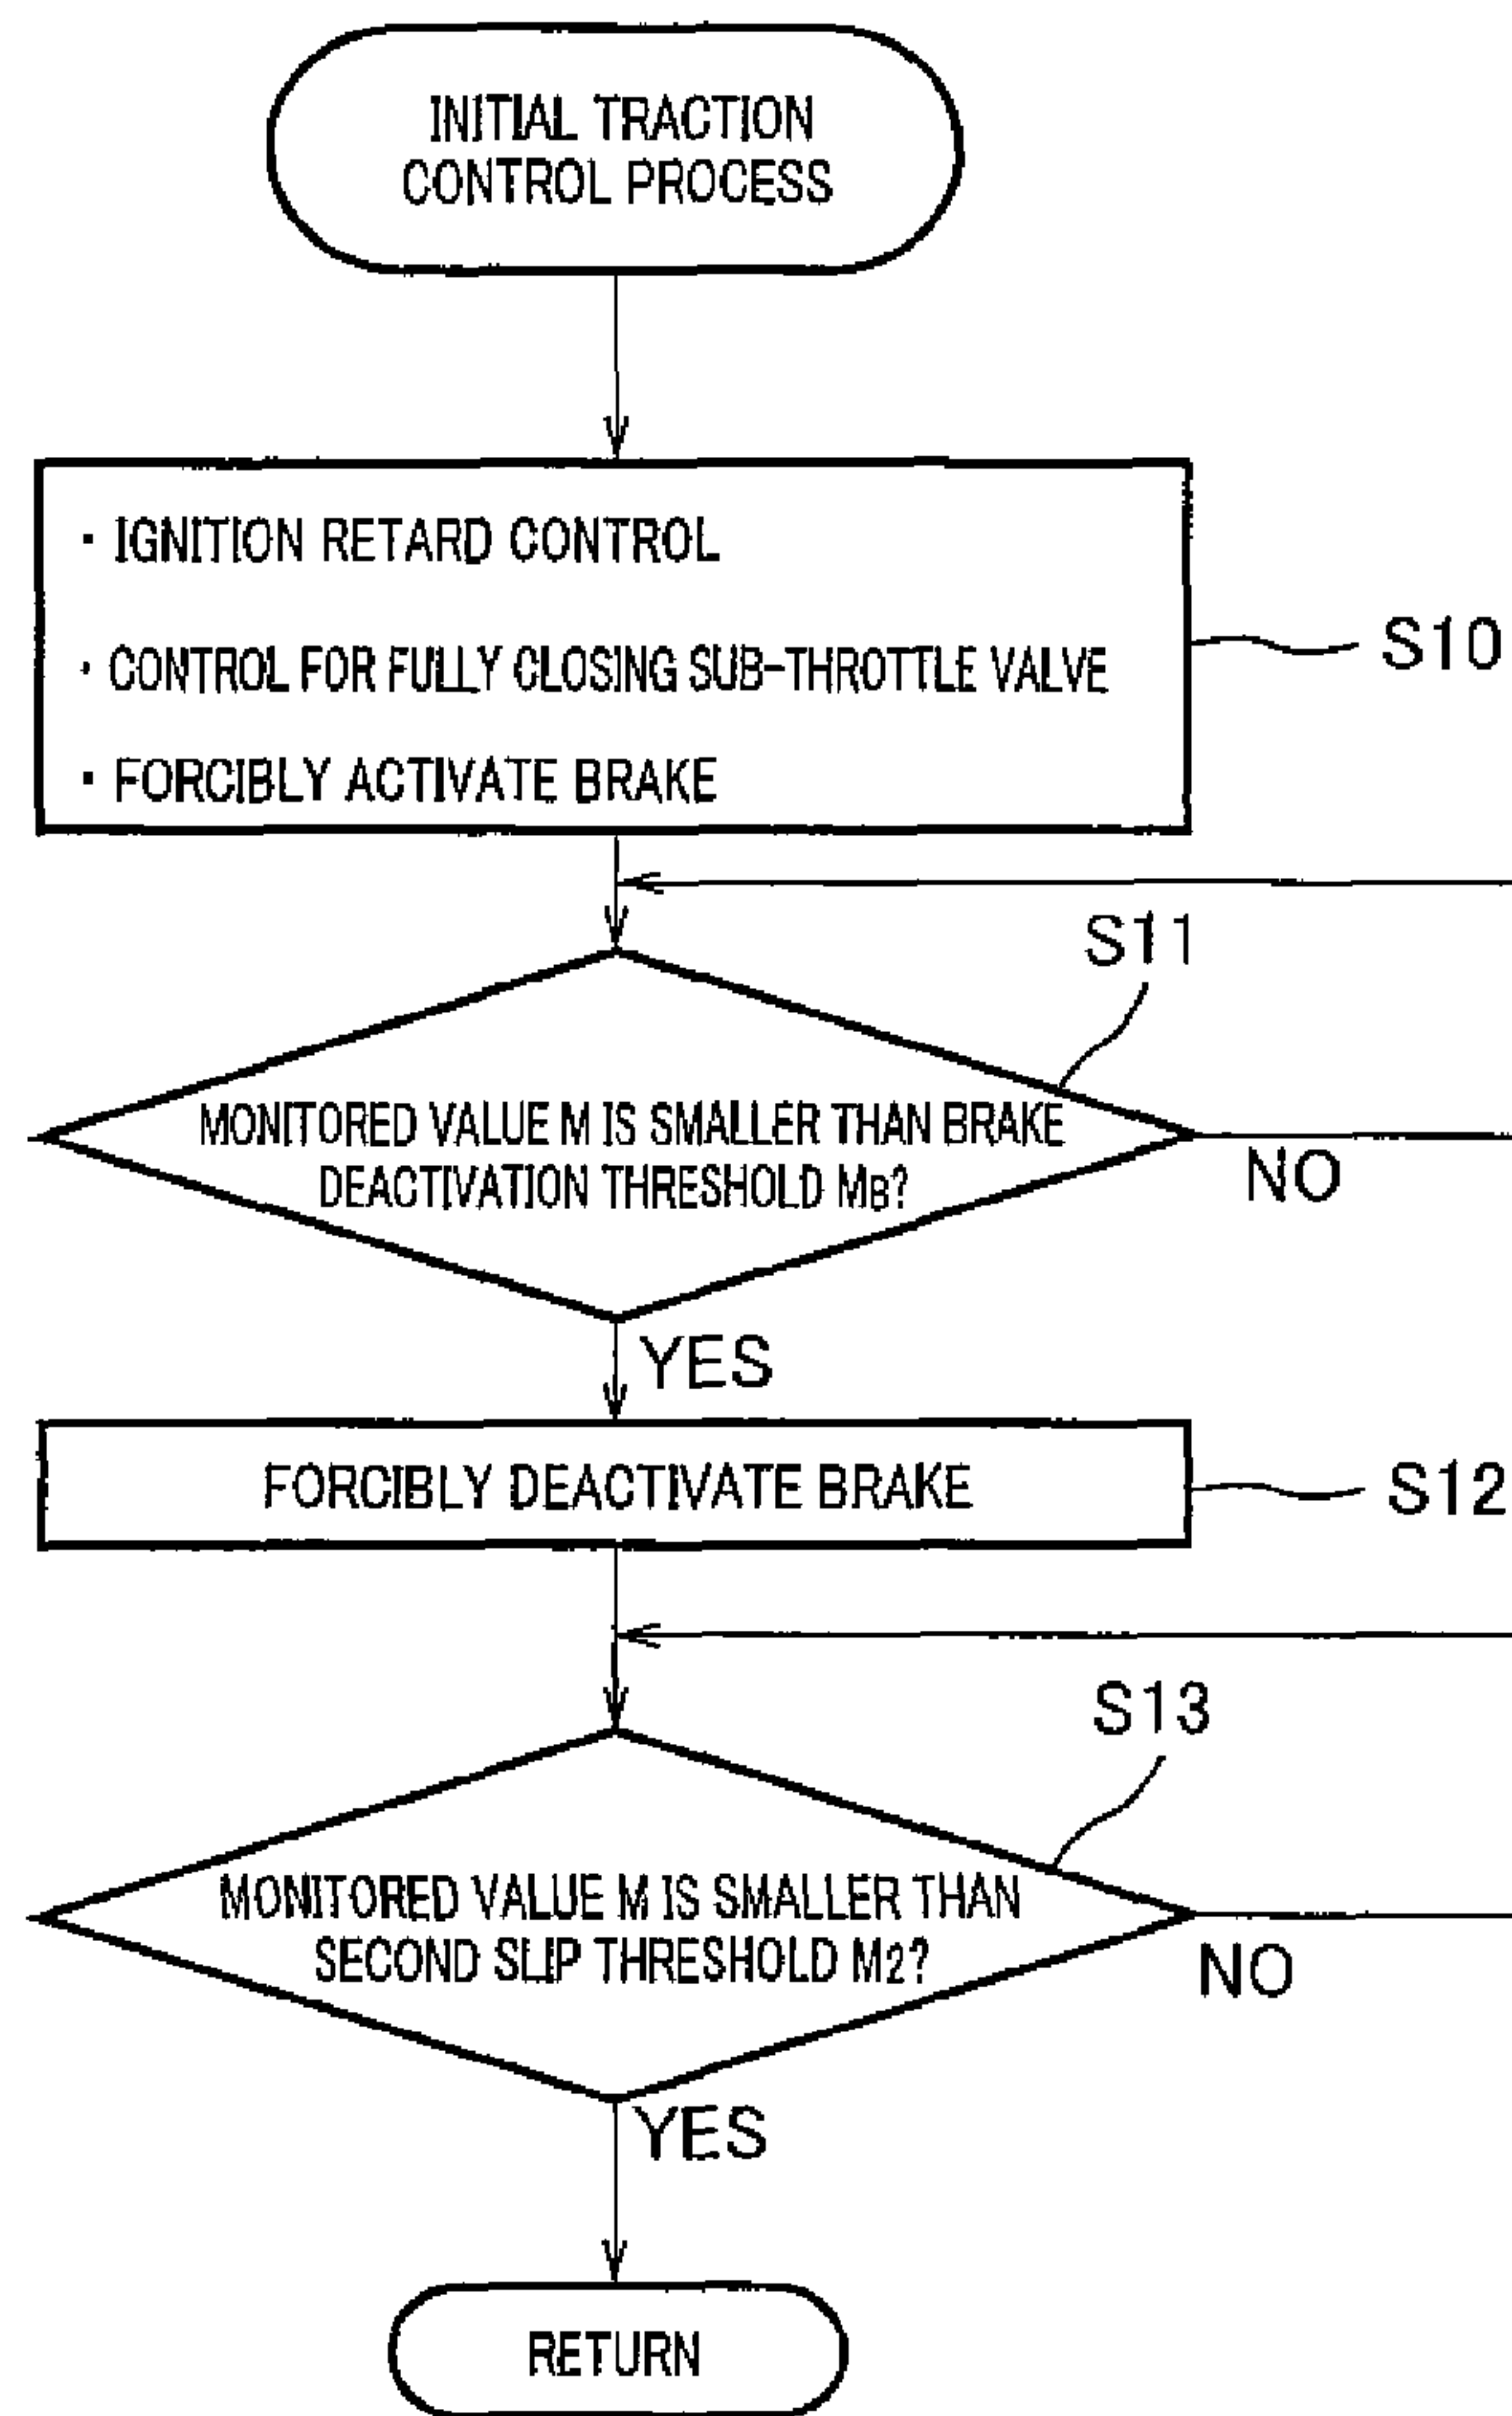 INITIAL TRACTION
CONTROL PROCESS
· IGNITION RETARD CONTROL
· CONTROL FOR FULLY CLOSING SUB-THROTTLE VALVE
· FORCIBLY ACTIVATE BRAKE
S10
S11
MONITORED VALUE M IS SMALLER THAN BRAKE
DEACTIVATION THRESHOLD MB?
NO
YES
FORCIBLY DEACTIVATE BRAKE
S12
S13
MONITORED VALUE M IS SMALLER THAN
SECOND SLIP THRESHOLD M2?
NO
YES
RETURN